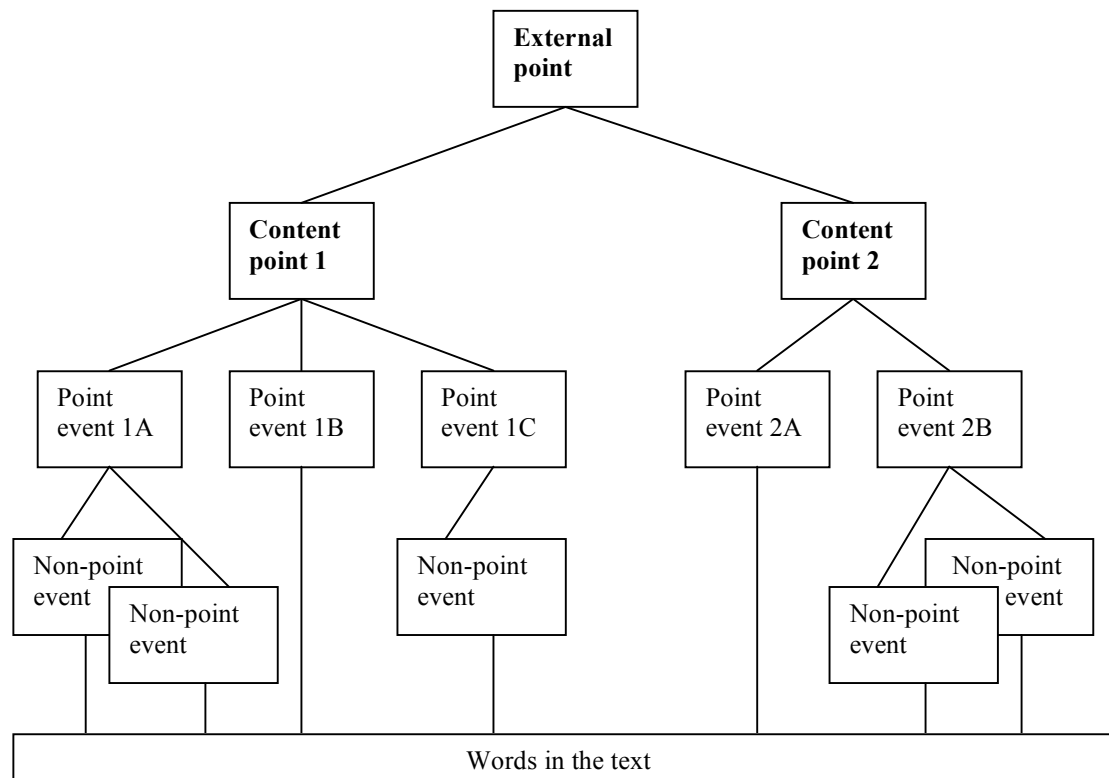 External
point
Content
point 1
Content
point 2
Point
event 1A
Point
event 1B
Point
event 1C
Point
event 2A
Point
event 2B
Non-point
event
Non-point
event
Non-point
event
Non-point
event
Non-point
event
Words in the text